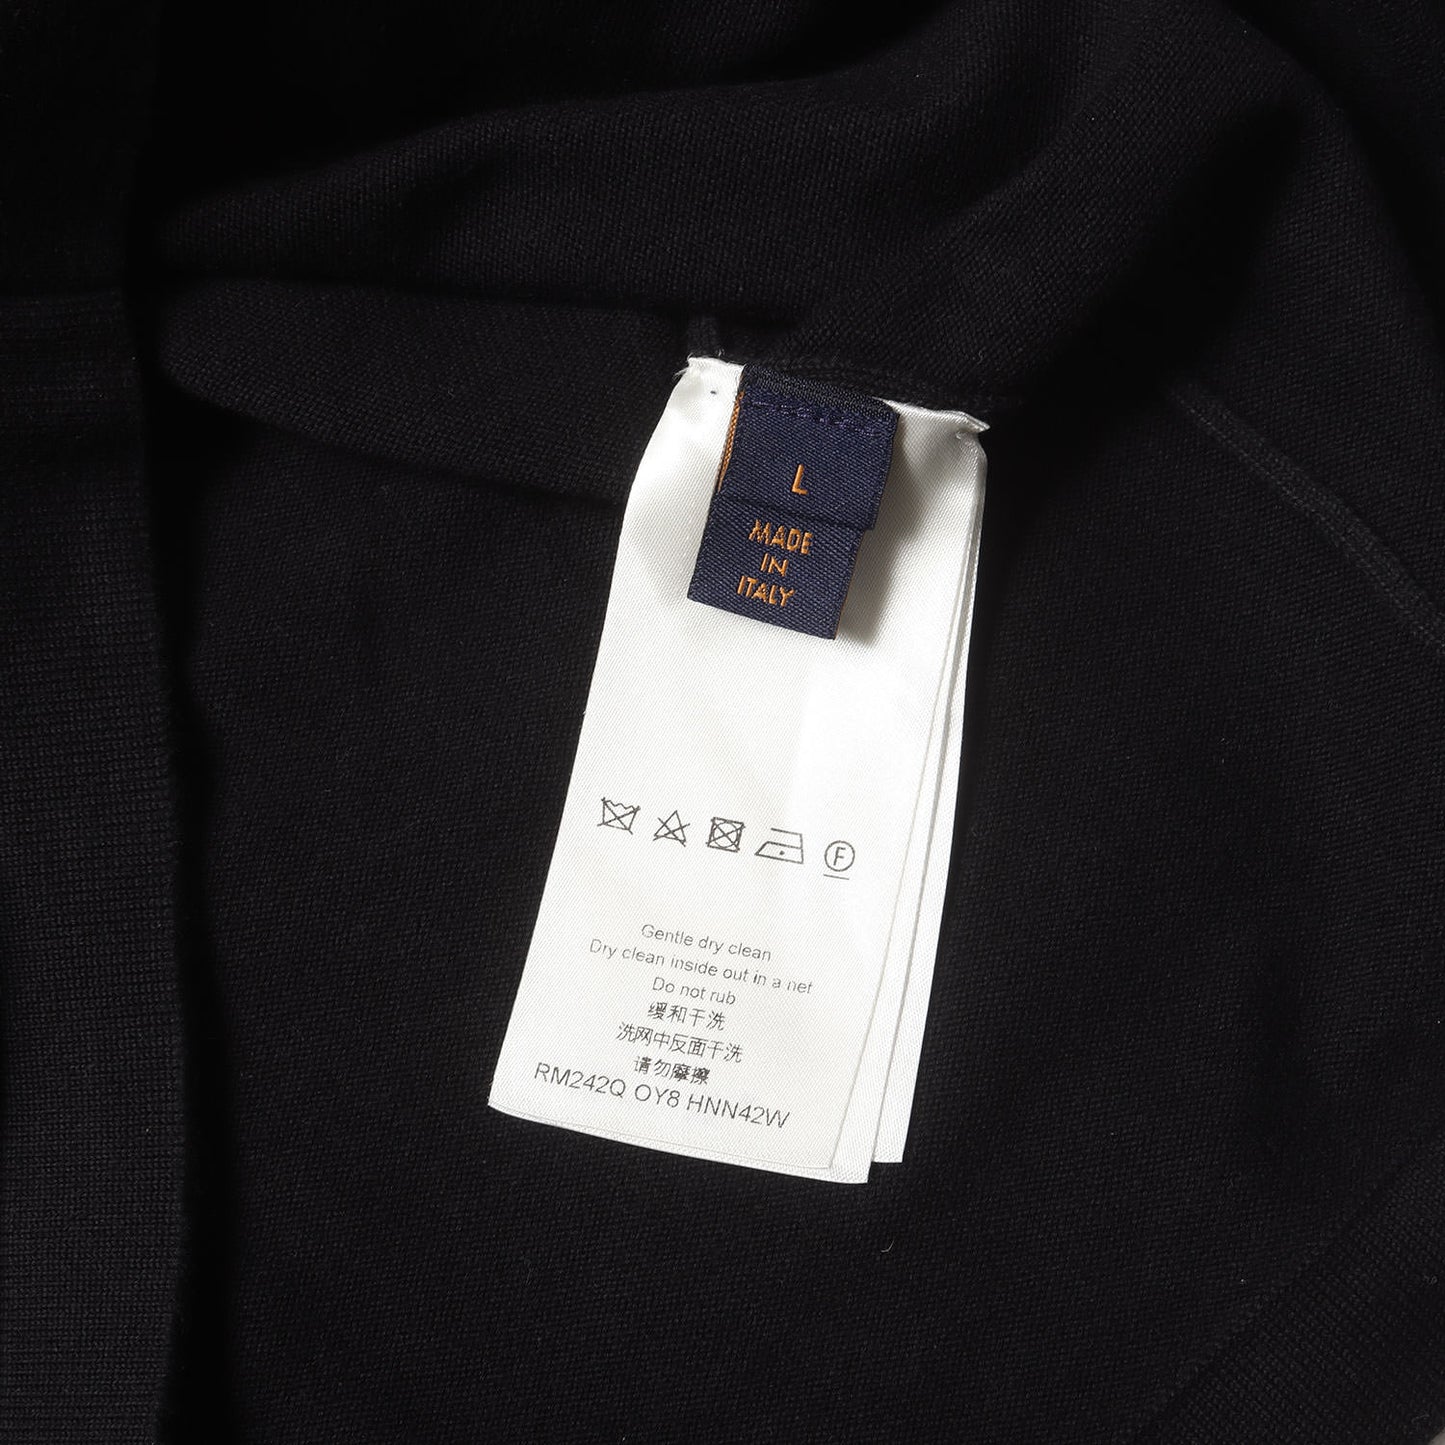 L
MADE
IN
ITALY
F
Gentle dry clean
Dry clean inside out in a net
Do not rub
缓和干洗
洗网中反面干洗
请勿摩擦
RM242Q OY8 HNN42W